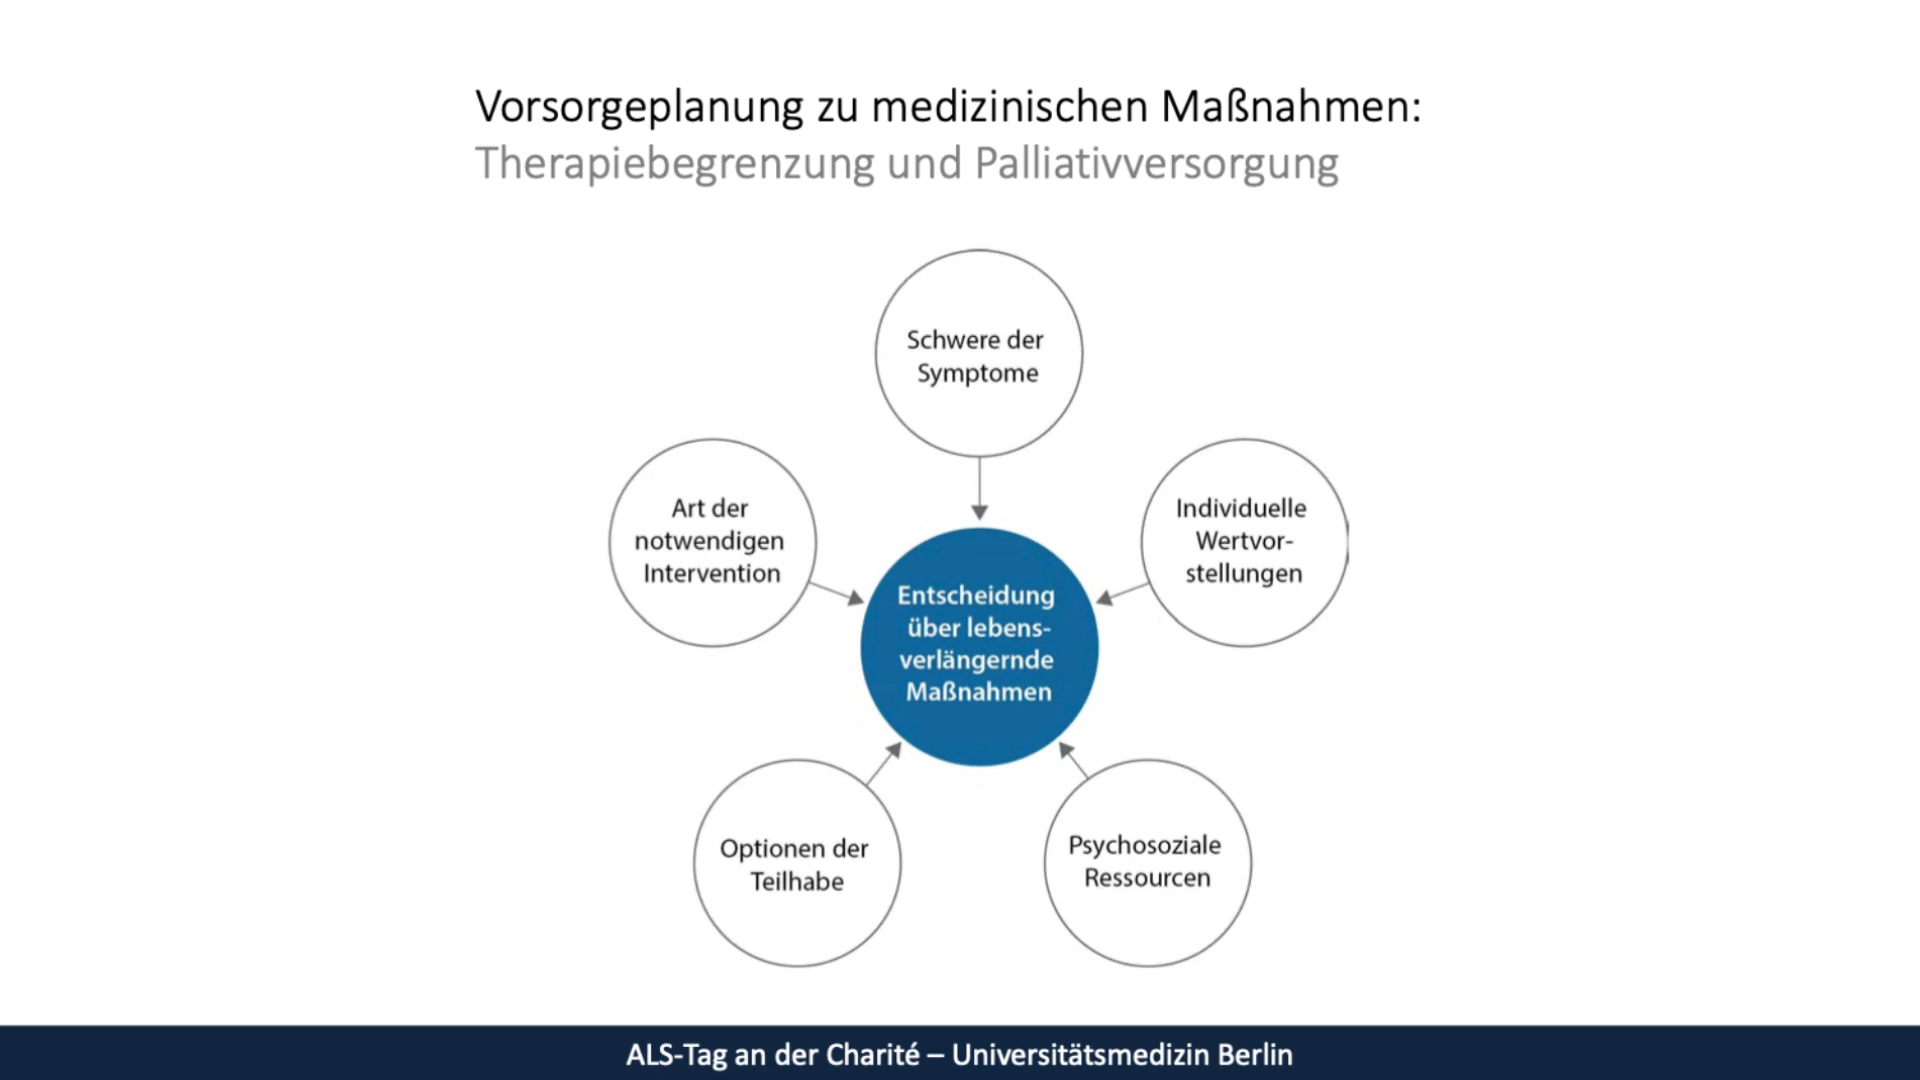 Vorsorgeplanung zu medizinischen Maßnahmen:
Therapiebegrenzung und Palliativversorgung
Schwere der
Symptome
Art der
notwendigen
Intervention
Individuelle
Wertvor-
stellungen
Entscheidung
über lebens-
verlängernde
Maßnahmen
Optionen der
Teilhabe
Psychosoziale
Ressourcen
ALS-Tag an der Charité – Universitätsmedizin Berlin